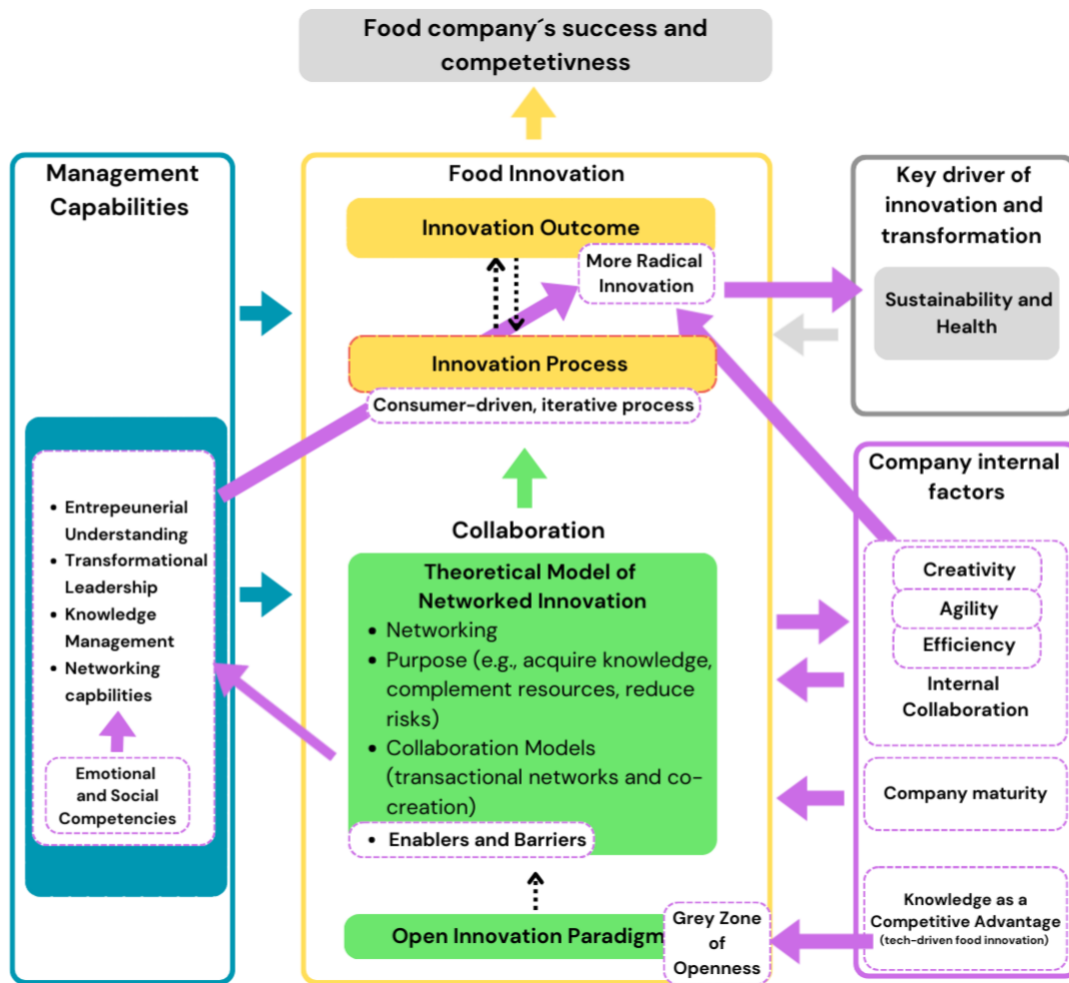 Food company´s success and
competetivness
Management
Capabilities
Food Innovation
Innovation Outcome
More Radical
Innovation
Innovation Process
Consumer-driven, iterative process
Key driver of
innovation and
transformation
Sustainability and
Health
• Entrepeunerial
Understanding
• Transformational
Leadership
• Knowledge
Management
• Networking
capbilities
Emotional
and Social
Competencies
Collaboration
Theoretical Model of
Networked Innovation
• Networking
• Purpose (e.g., acquire knowledge,
complement resources, reduce
risks)
• Collaboration Models
(transactional networks and co-
creation)
• Enablers and Barriers
Open Innovation Paradigm
Grey Zone
of
Openness
Company internal
factors
Creativity
Agility
Efficiency
Internal
Collaboration
Company maturity
Knowledge as a
Competitive Advantage
(tech-driven food innovation)